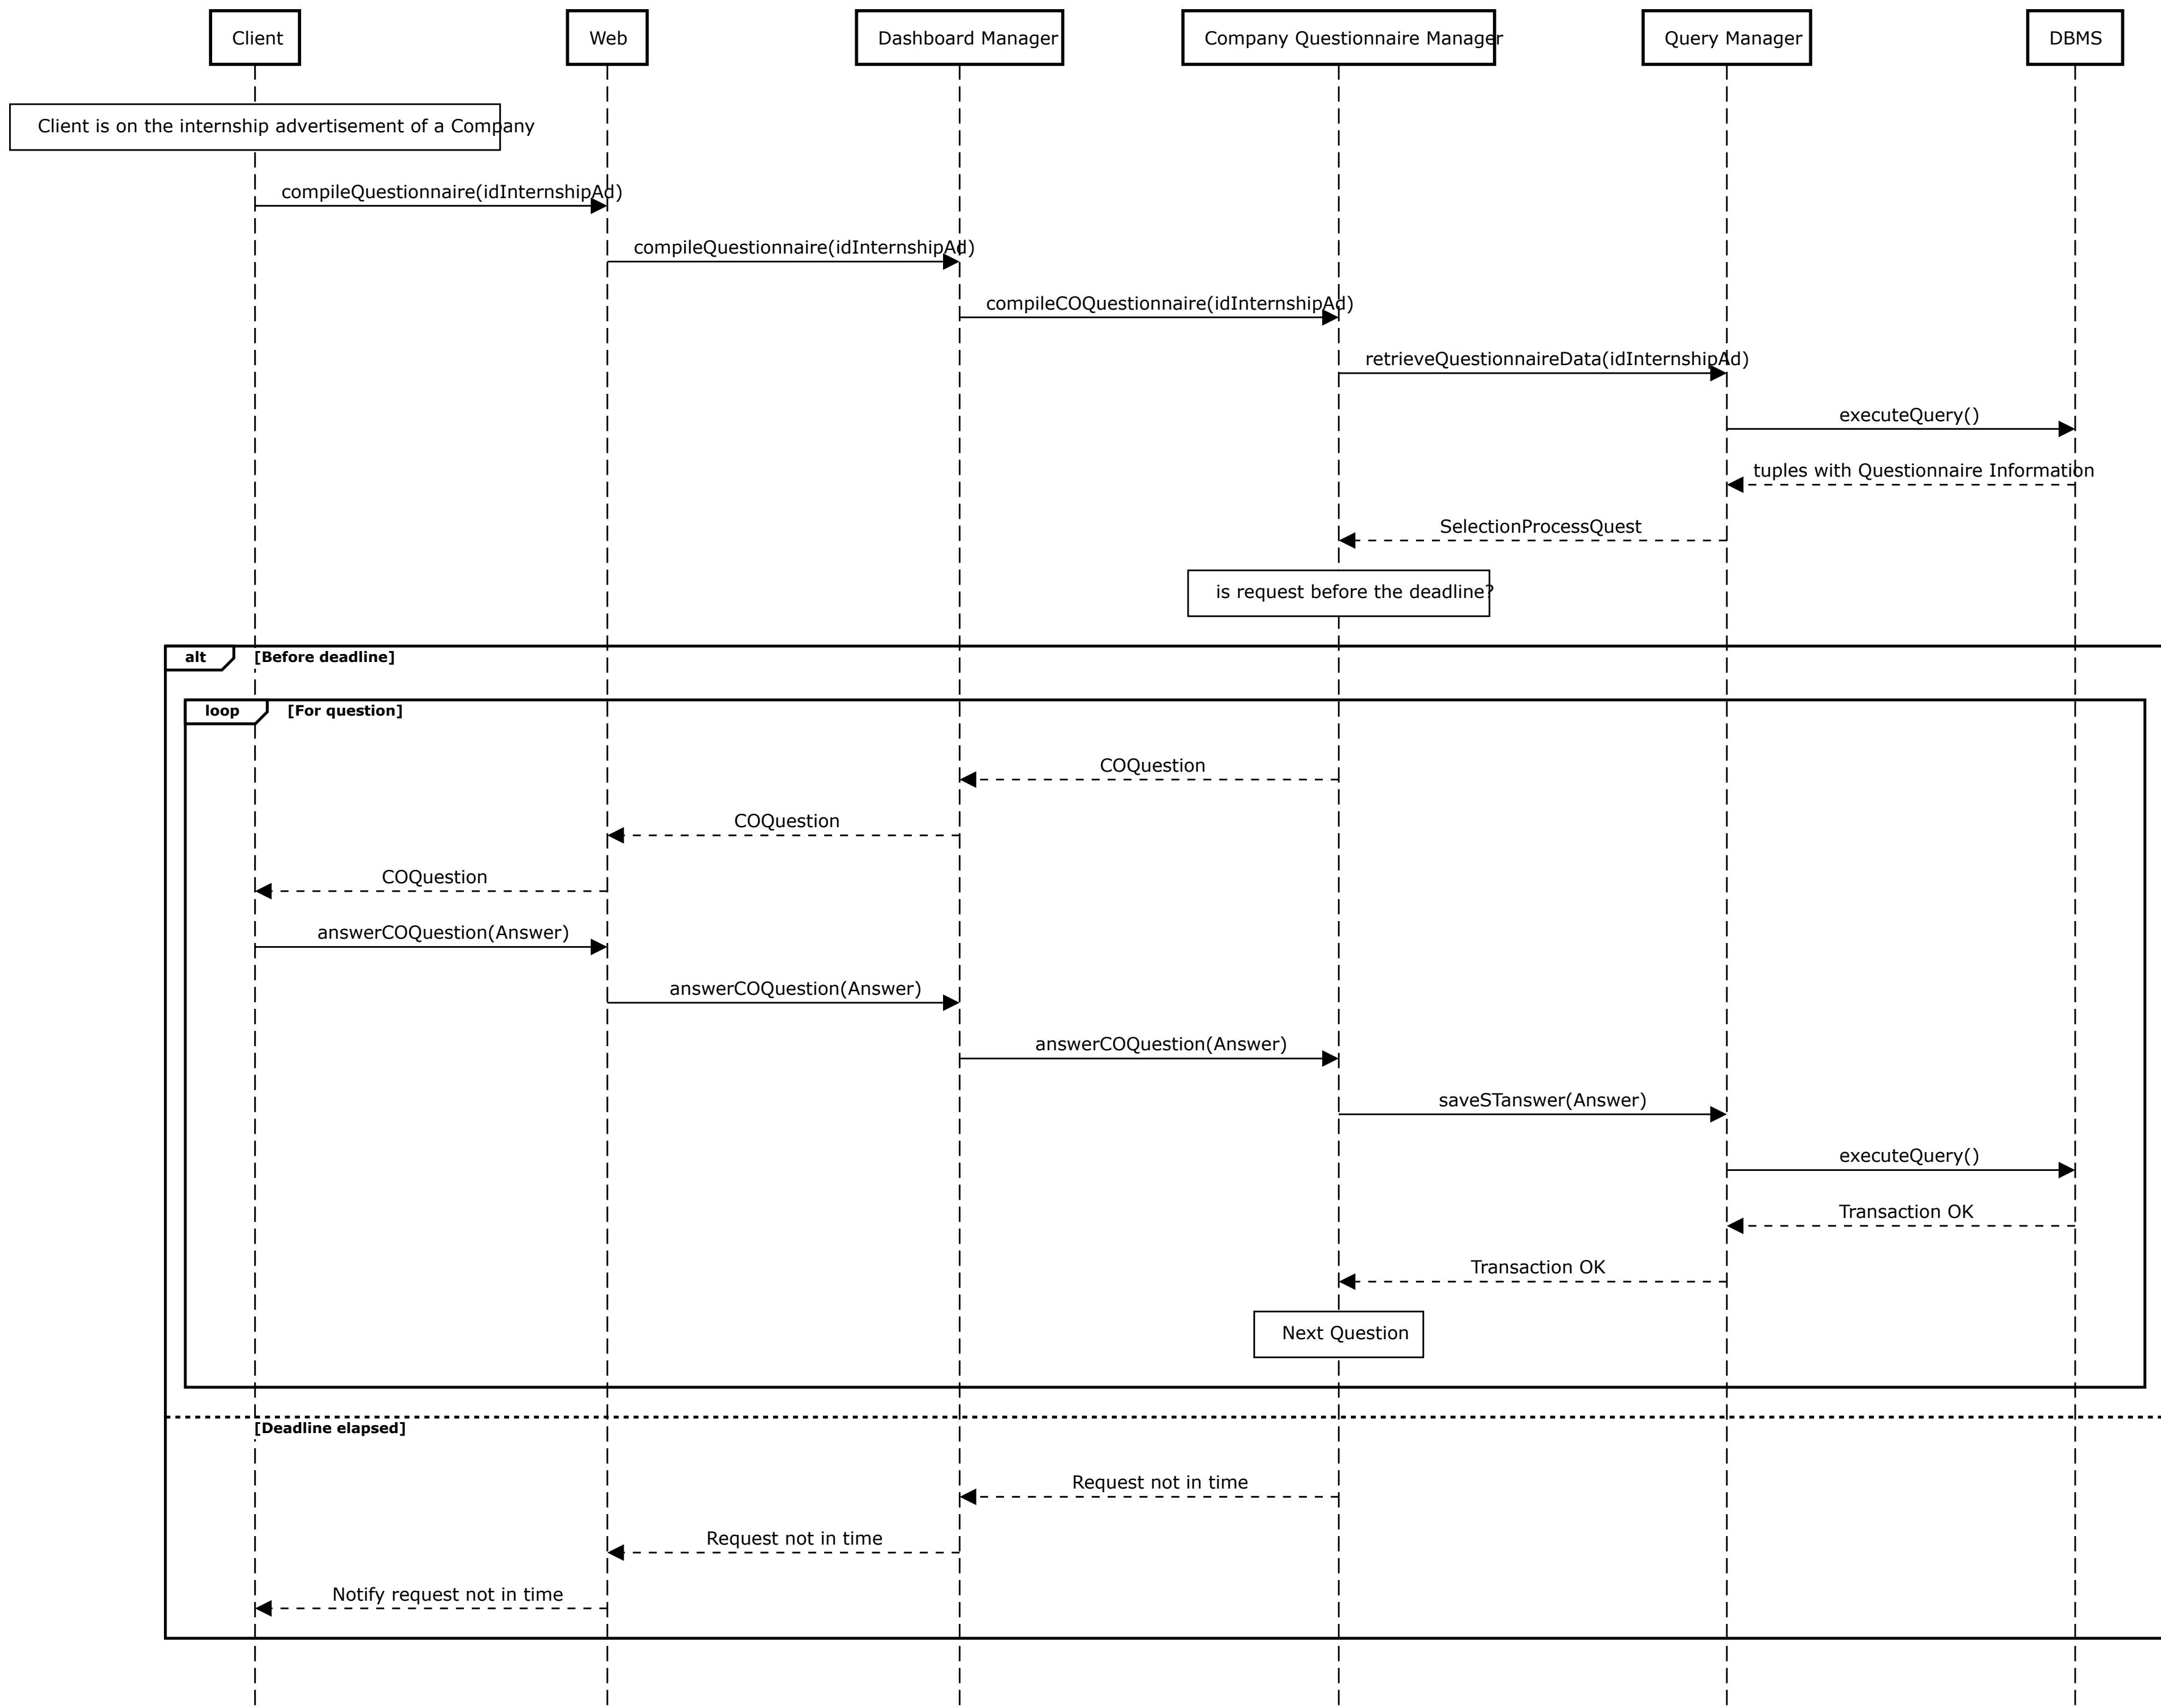 Client
Web
Dashboard Manager
Company Questionnaire Manager
Query Manager
DBMS
Client is on the internship advertisement of a Company
compileQuestionnaire(idInternshipAd)
compileQuestionnaire(idInternshipAd)
compileCOQuestionnaire(idInternshipAd)
retrieveQuestionnaireData(idInternshipAd)
executeQuery()
tuples with Questionnaire Information
SelectionProcessQuest
is request before the deadline?
alt [Before deadline]
loop [For question]
COQuestion
COQuestion
COQuestion
answerCOQuestion(Answer)
answerCOQuestion(Answer)
answerCOQuestion(Answer)
saveSTanswer(Answer)
executeQuery()
Transaction OK
Transaction OK
Next Question
[Deadline elapsed]
Request not in time
Request not in time
Notify request not in time